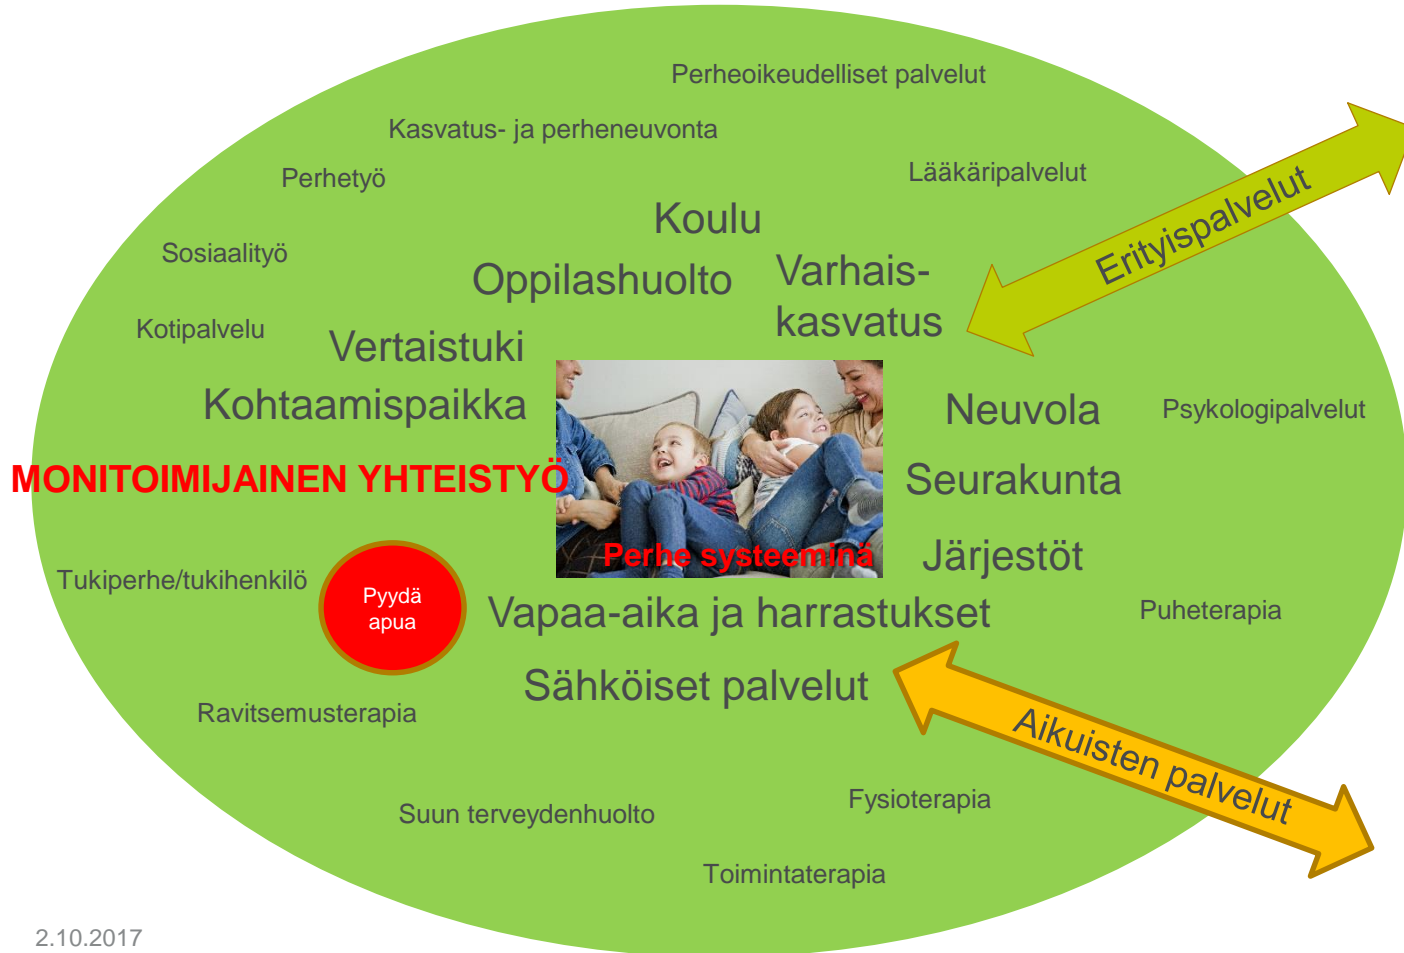 Perheoikeudelliset palvelut
Kasvatus- ja perheneuvonta
Perhetyö
Lääkäripalvelut
Koulu
Erityispalvelut
Sosiaalityö
Oppilashuolto
Varhais-
kasvatus
Kotipalvelu
Vertaistuki
Kohtaamispaikka
Neuvola
Psykologipalvelut
MONITOIMIJAINEN YHTEISTYÖ
Seurakunta
Perhe systeeminä
Järjestöt
Tukiperhe/tukihenkilö
Pyydä
apua
Vapaa-aika ja harrastukset
Puheterapia
Sähköiset palvelut
Ravitsemusterapia
Aikuisten palvelut
Suun terveydenhuolto
Fysioterapia
Toimintaterapia
2.10.2017